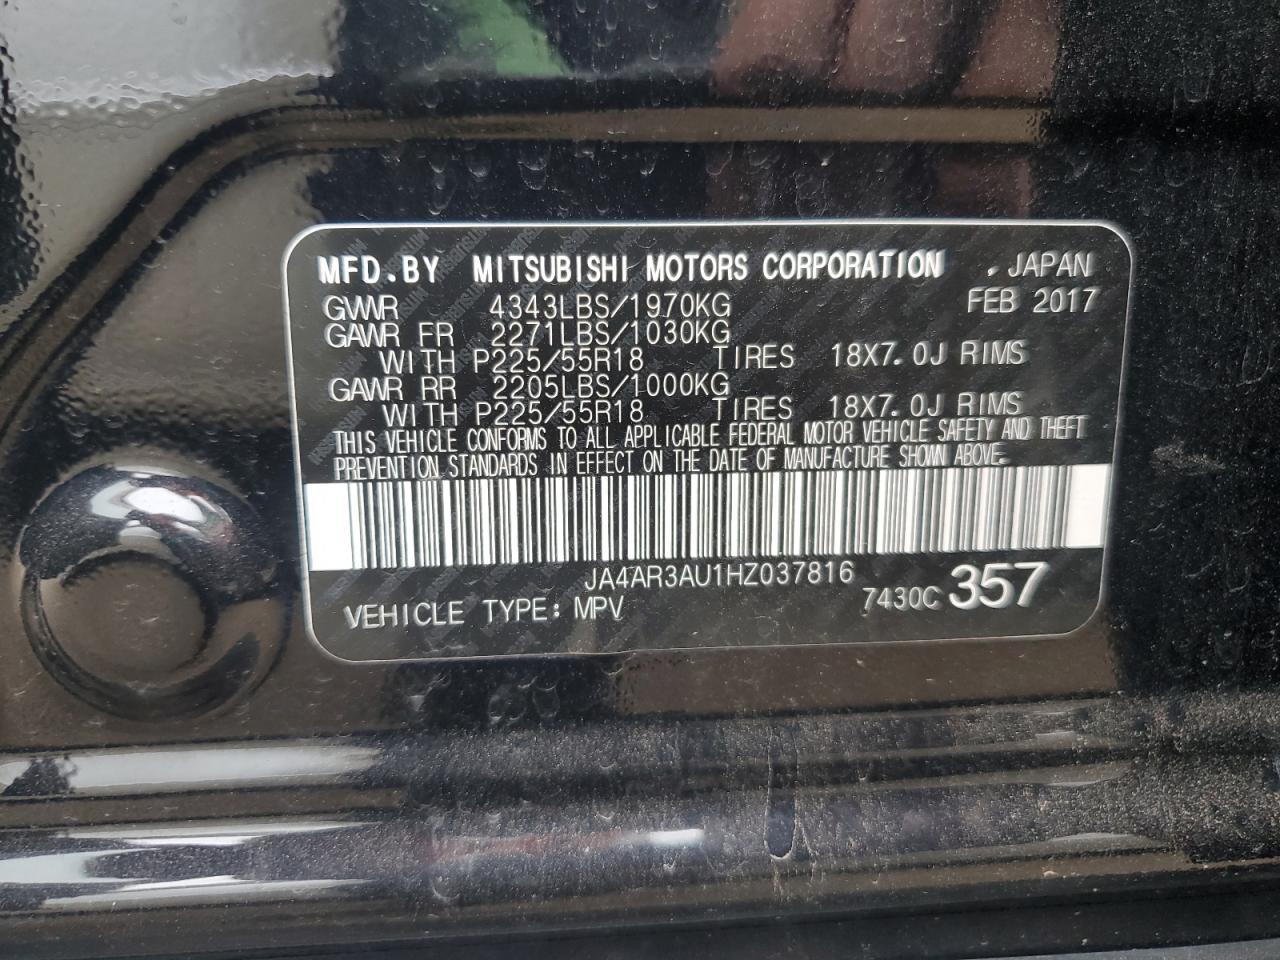 MFD.BY MITSUBISHI MOTORS CORPORATION , JAPAN
GVWR 4343LBS/1970KG FEB 2017
GAWR FR 2271LBS/1030KG
WITH P225/55R18 TIRES 18X7.0J RIMS
GAWR RR 2205LBS/1000KG
WITH P225/55R18 TIRES 18X7.0J RIMS
THIS VEHICLE CONFORMS TO ALL APPLICABLE FEDERAL MOTOR VEHICLE SAFETY AND THEFT
PREVENTION STANDARDS IN EFFECT ON THE DATE OF MANUFACTURE SHOWN ABOVE.
JA4AR3AU1HZ037816
VEHICLE TYPE: MPV 7430C 357